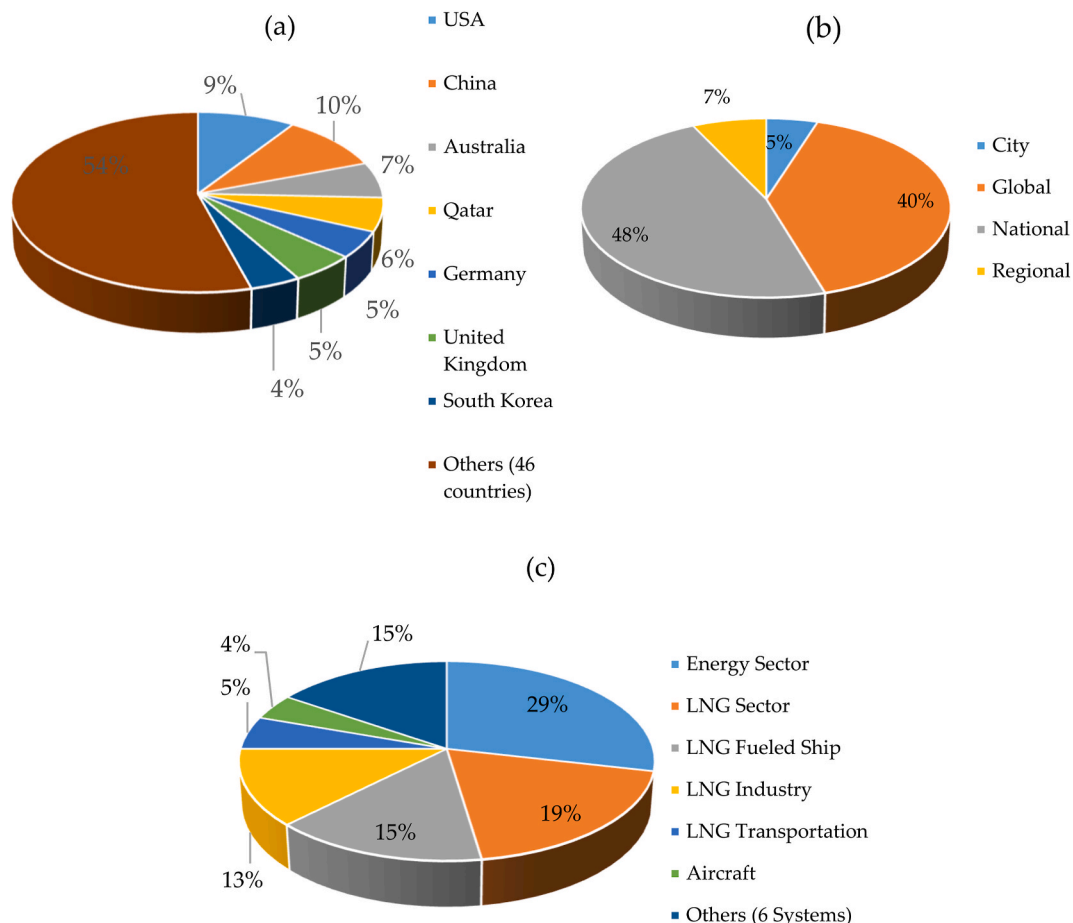 (a)
9%
10%
7%
6%
5%
5%
4%
54%
USA
China
Australia
Qatar
Germany
United
Kingdom
South Korea
Others (46
countries)
(b)
7%
5%
40%
48%
City
Global
National
Regional
(c)
15%
4%
5%
29%
19%
15%
13%
Energy Sector
LNG Sector
LNG Fueled Ship
LNG Industry
LNG Transportation
Aircraft
Others (6 Systems)